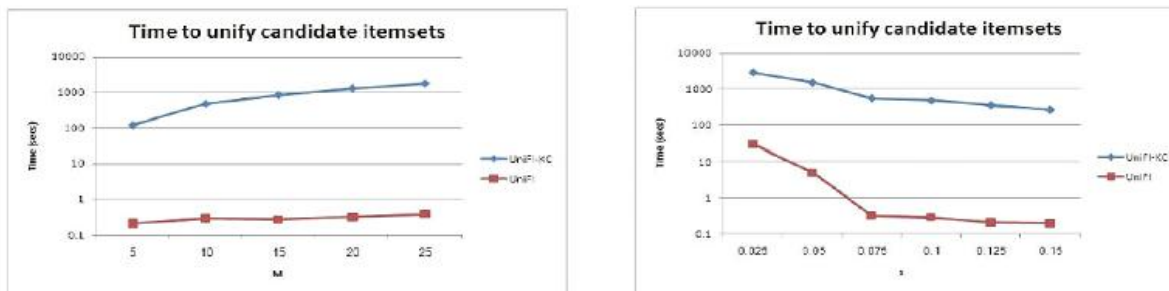 Time to unify candidate itemsets
10000
1000
100
10
1
0.1
Time (secs)
5 10 15 20 25
M
UniFI-KC
UniFI
Time to unify candidate itemsets
10000
1000
100
10
1
0.1
Time (secs)
0.025 0.05 0.075 0.1 0.125 0.15
UniFI-KC
UniFI